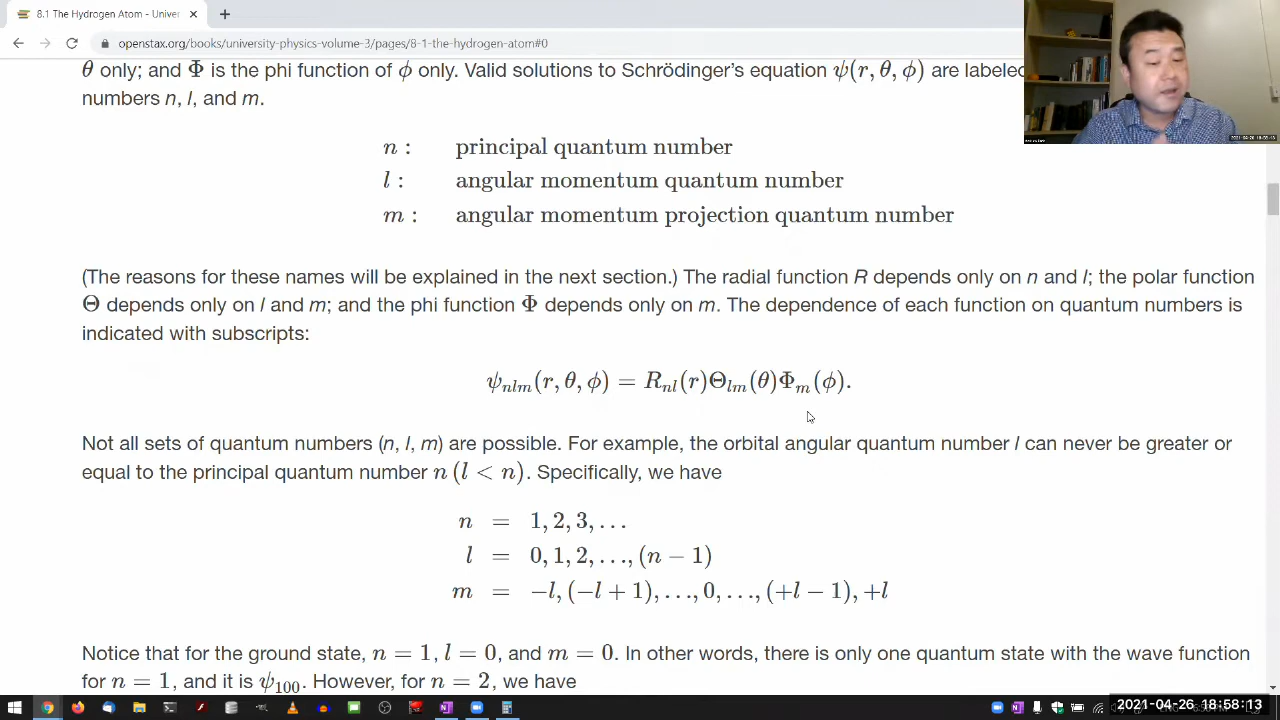 8.1 The Hydrogen Atom - Univer
openstax.org/books/university-physics-volume-3/pages/8-1-the-hydrogen-atom#0
θ only; and Φ is the phi function of ϕ only. Valid solutions to Schrödinger's equation ψ(r, θ, ϕ) are labeled
numbers n, l, and m.
n : principal quantum number
l : angular momentum quantum number
m : angular momentum projection quantum number
(The reasons for these names will be explained in the next section.) The radial function R depends only on n and l; the polar function
Θ depends only on l and m; and the phi function Φ depends only on m. The dependence of each function on quantum numbers is
indicated with subscripts:
ψnlm(r, θ, ϕ) = Rnl(r)Θlm(θ)Φm(ϕ).
Not all sets of quantum numbers (n, l, m) are possible. For example, the orbital angular quantum number l can never be greater or
equal to the principal quantum number n (l < n). Specifically, we have
n = 1, 2, 3, . . .
l = 0, 1, 2, . . . , (n − 1)
m = −l, (−l + 1), . . . , 0, . . . , (+l − 1), +l
Notice that for the ground state, n = 1, l = 0, and m = 0. In other words, there is only one quantum state with the wave function
for n = 1, and it is ψ100. However, for n = 2, we have
2021-04-26 18:58:13
2021-04-26 18:58:13